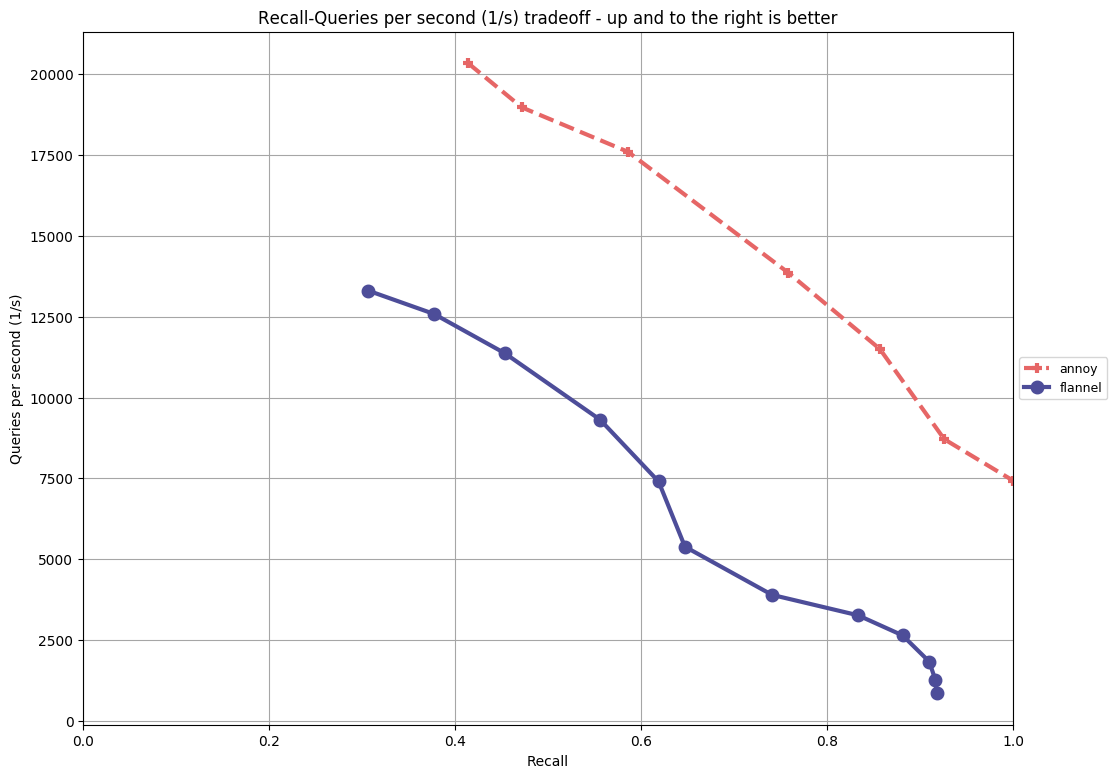 Recall-Queries per second (1/s) tradeoff - up and to the right is better
Queries per second (1/s)
20000
17500
15000
12500
10000
7500
5000
2500
0
0.0 0.2 0.4 0.6 0.8 1.0
Recall
annoy
flannel